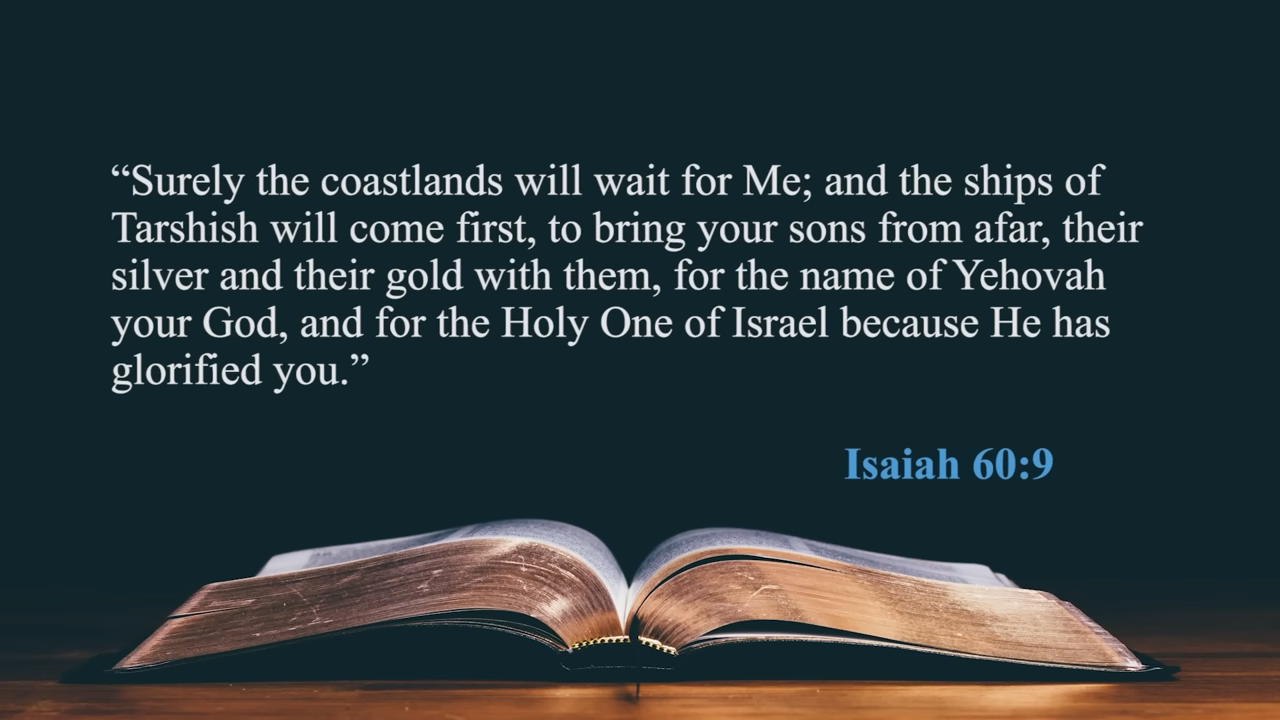 “Surely the coastlands will wait for Me; and the ships of
Tarshish will come first, to bring your sons from afar, their
silver and their gold with them, for the name of Yehovah
your God, and for the Holy One of Israel because He has
glorified you.”
Isaiah 60:9